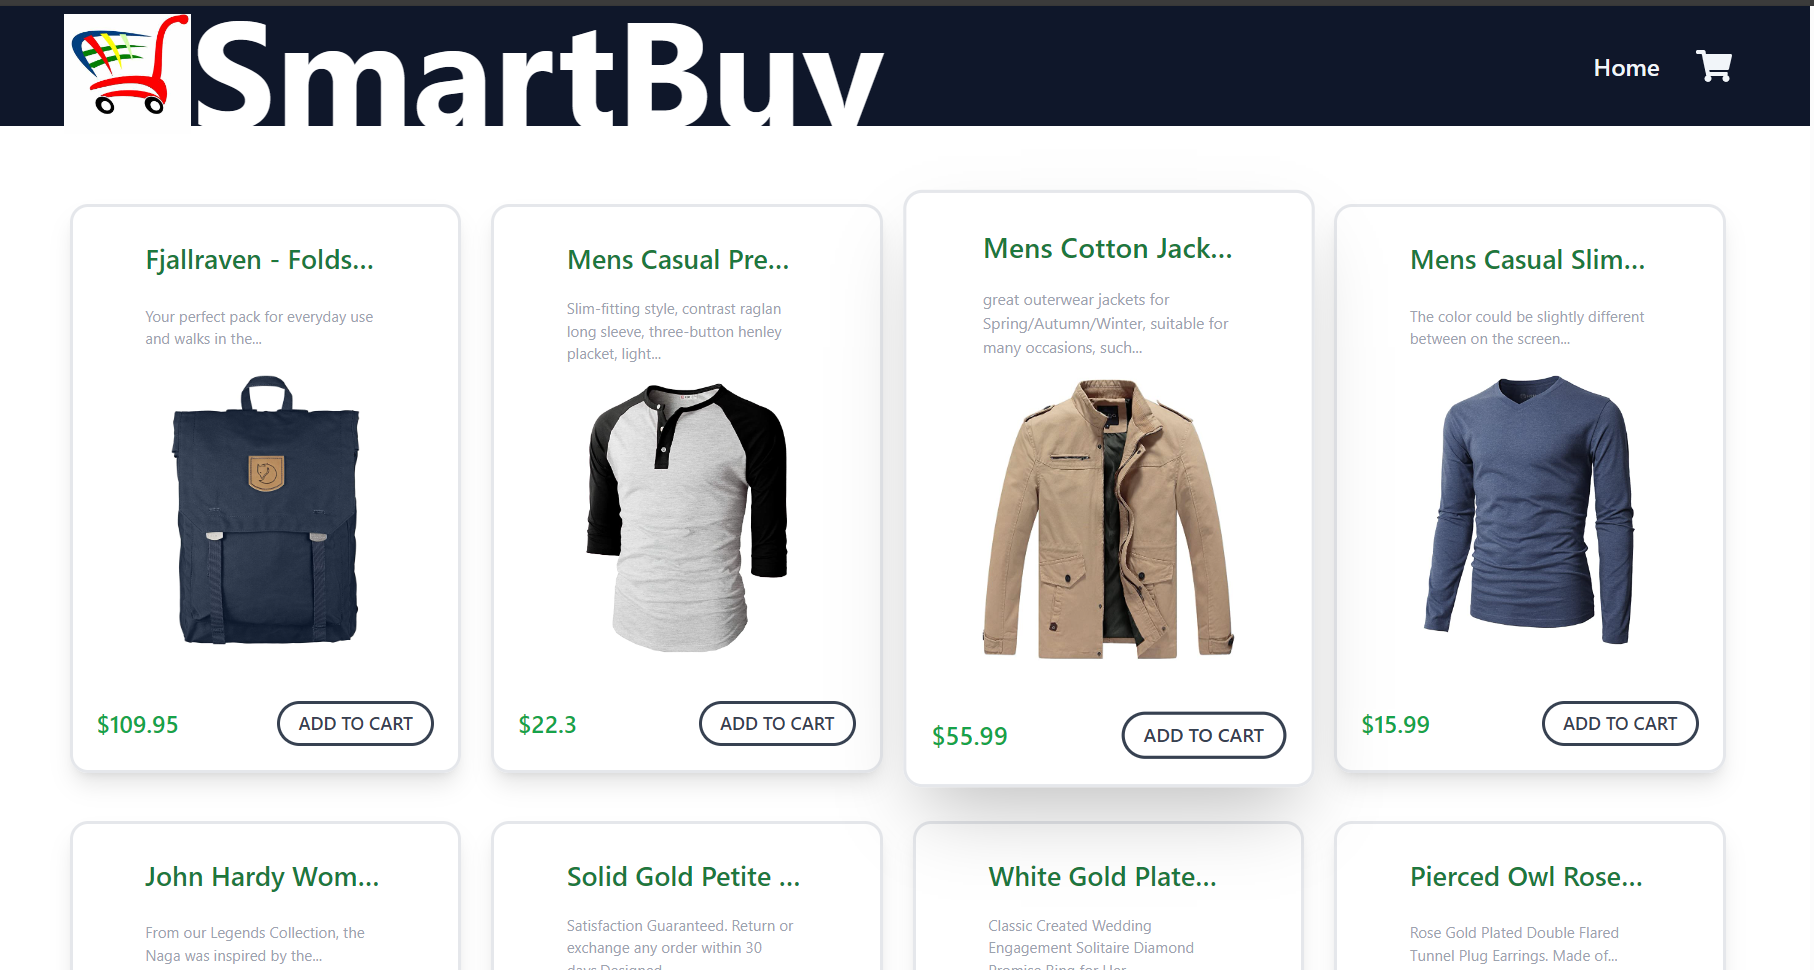 SmartBuy
Home
Fjallraven - Folds...
Your perfect pack for everyday use
and walks in the...
$109.95
ADD TO CART
Mens Casual Pre...
Slim-fitting style, contrast raglan
long sleeve, three-button henley
placket, light...
$22.3
ADD TO CART
Mens Cotton Jack...
great outerwear jackets for
Spring/Autumn/Winter, suitable for
many occasions, such...
$55.99
ADD TO CART
Mens Casual Slim...
The color could be slightly different
between on the screen...
$15.99
ADD TO CART
John Hardy Wom...
From our Legends Collection, the
Naga was inspired by the...
Solid Gold Petite ...
Satisfaction Guaranteed. Return or
exchange any order within 30
days.Designed
White Gold Plate...
Classic Created Wedding
Engagement Solitaire Diamond
Promise Ring for Her
Pierced Owl Rose...
Rose Gold Plated Double Flared
Tunnel Plug Earrings. Made of...